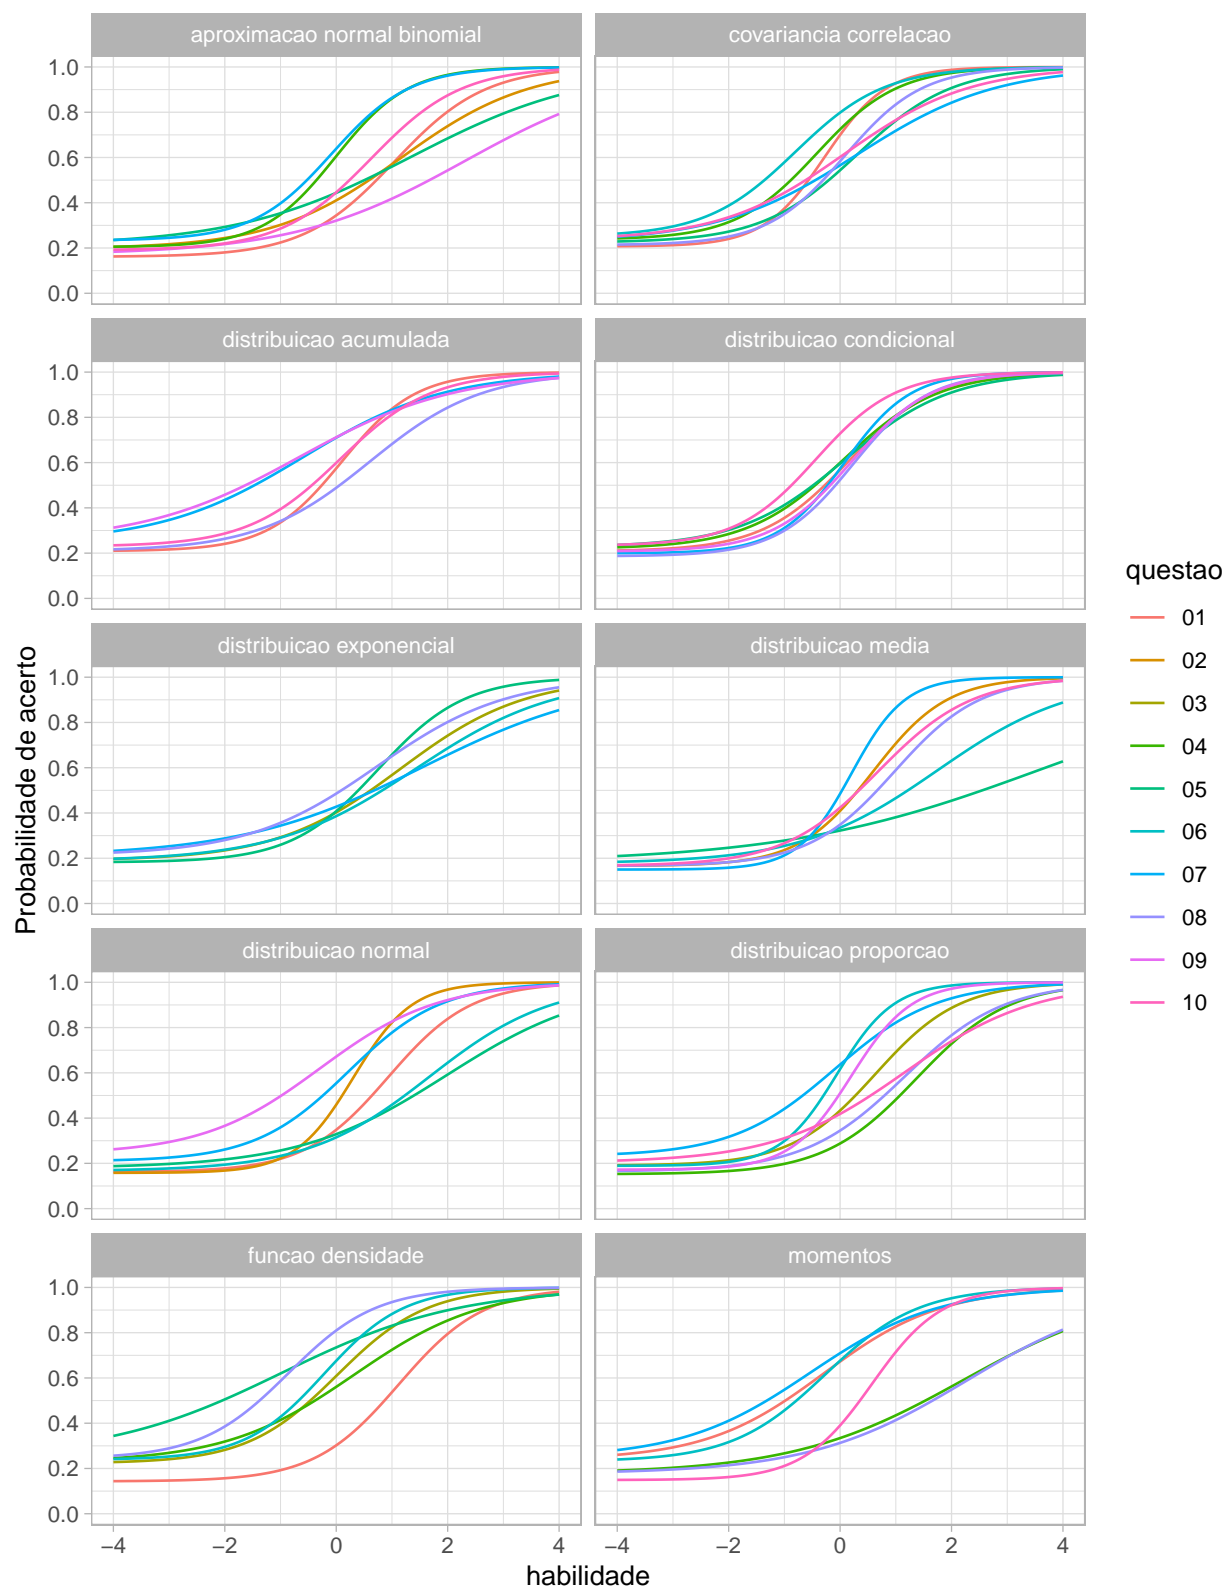 aproximacao normal binomial
covariancia correlacao
1.0
0.8
0.6
0.4
0.2
0.0
distribuicao acumulada
distribuicao condicional
1.0
0.8
0.6
0.4
0.2
0.0
distribuicao exponencial
distribuicao media
1.0
0.8
0.6
0.4
0.2
0.0
distribuicao normal
distribuicao proporcao
1.0
0.8
0.6
0.4
0.2
0.0
funcao densidade
momentos
1.0
0.8
0.6
0.4
0.2
0.0
−4 −2 0 2 4
−4 −2 0 2 4
habilidade
Probabilidade de acerto
questao
01
02
03
04
05
06
07
08
09
10